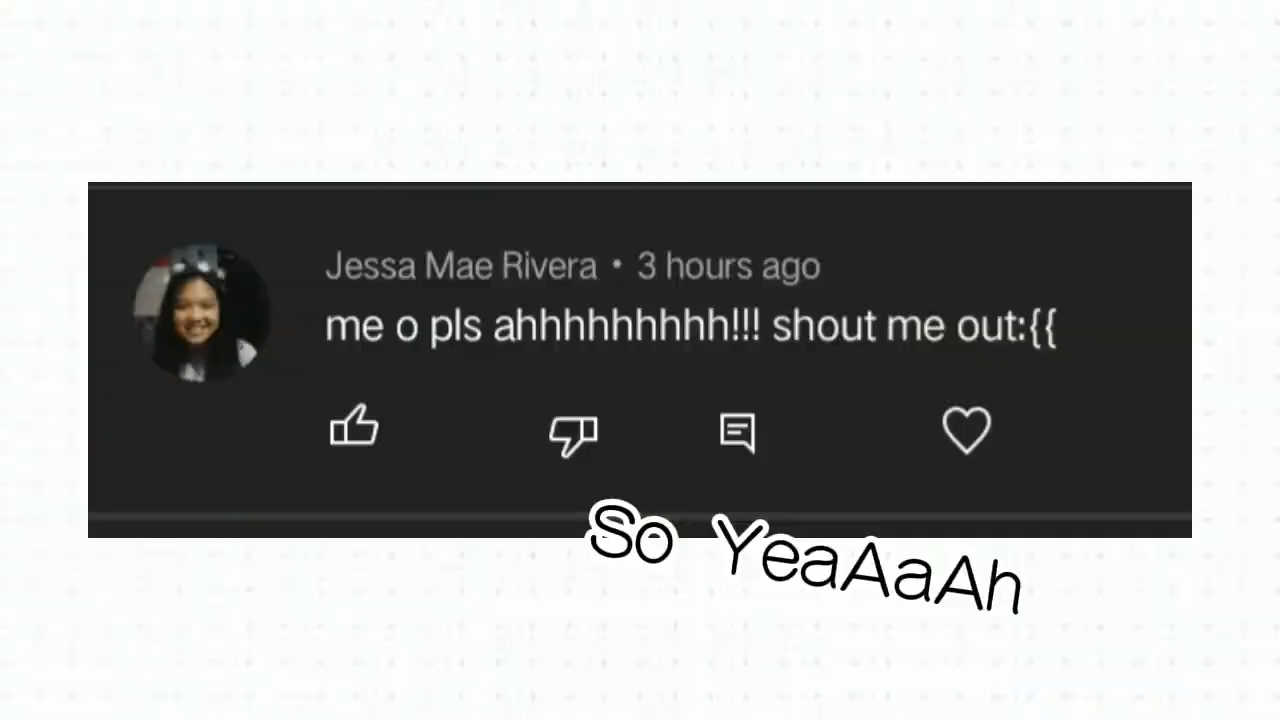 Jessa Mae Rivera • 3 hours ago
me o pls ahhhhhhhhh!!! shout me out:{{
So YeaAaAh